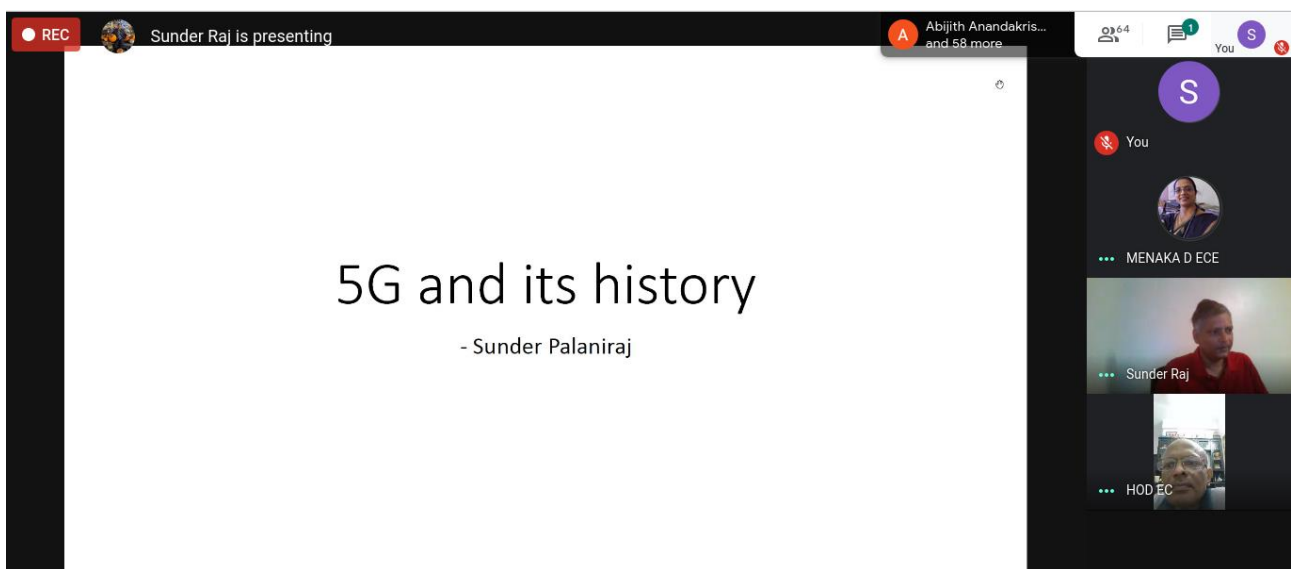 REC
Sunder Raj is presenting
A
Abijith Anandakris...
and 58 more
64
1
You
S
S
You
MENAKA D ECE
Sunder Raj
HOD EC
5G and its history
- Sunder Palaniraj